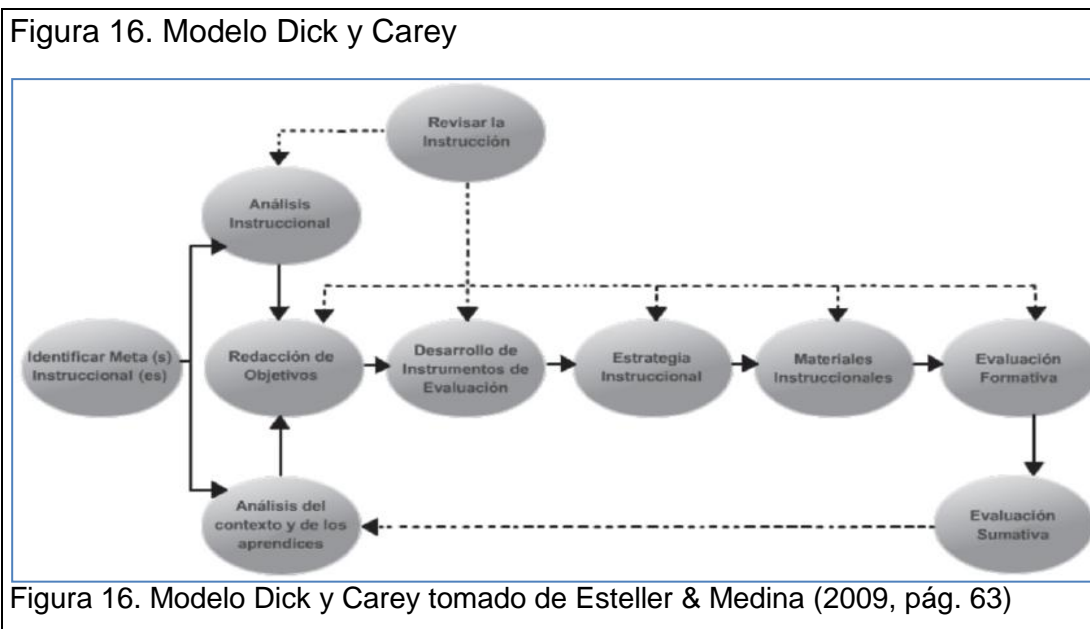 Figura 16. Modelo Dick y Carey
Revisar la
Instrucción
Análisis
Instruccional
Identificar Meta (s)
Instruccional (es)
Redacción de
Objetivos
Desarrollo de
Instrumentos de
Evaluación
Estrategia
Instruccional
Materiales
Instruccionales
Evaluación
Formativa
Análisis del
contexto y de los
aprendices
Evaluación
Sumativa
Figura 16. Modelo Dick y Carey tomado de Esteller & Medina (2009, pág. 63)